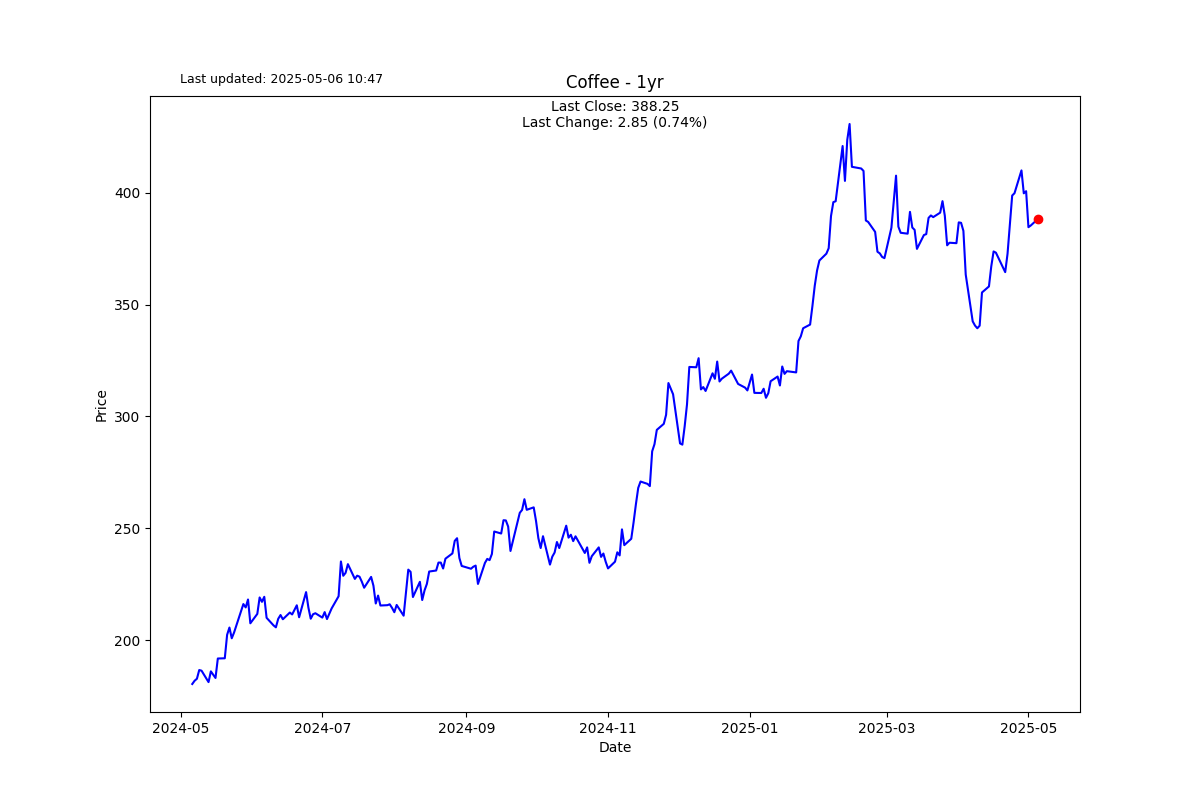 Last updated: 2025-05-06 10:47
Coffee - 1yr
Last Close: 388.25
Last Change: 2.85 (0.74%)
400
350
300
250
200
Price
2024-05 2024-07 2024-09 2024-11 2025-01 2025-03 2025-05
Date